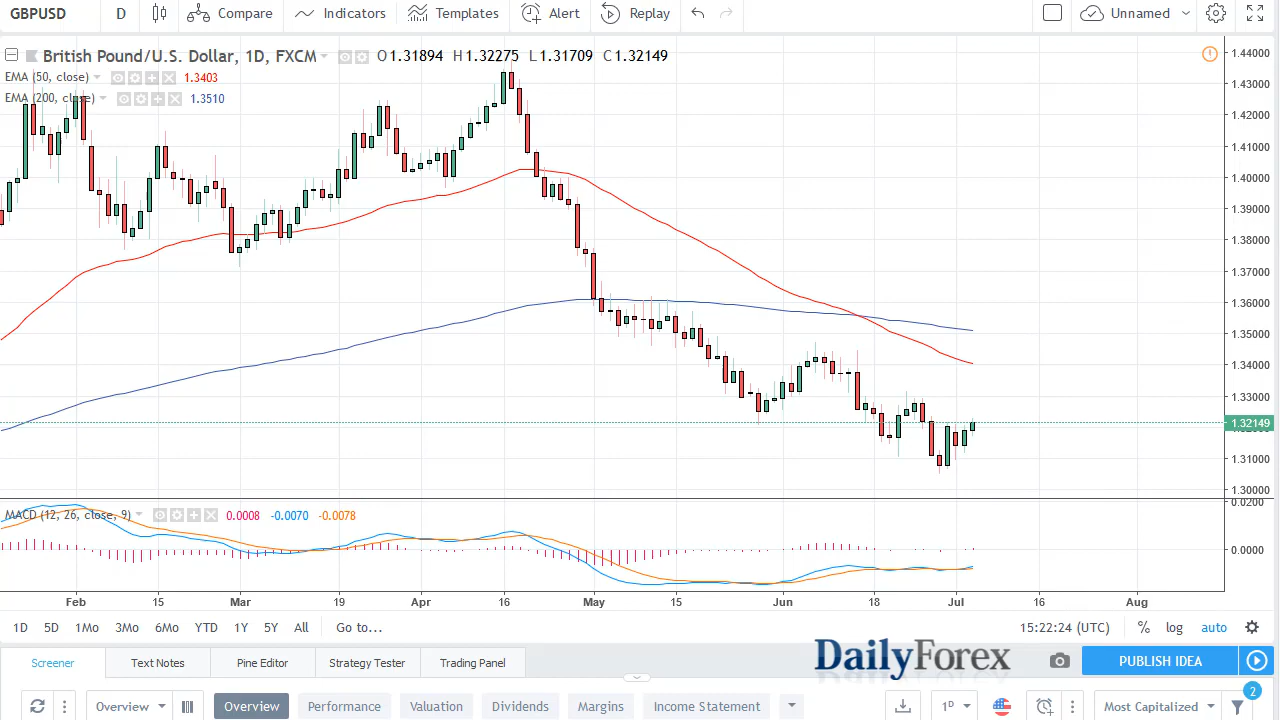 GBPUSD D Compare Indicators Templates Alert Replay Unnamed
British Pound/U.S. Dollar, 1D, FXCM O1.31894 H1.32275 L1.31709 C1.32149
EMA (50, close) 1.3403
EMA (200, close) 1.3510
1.44000
1.43000
1.42000
1.41000
1.40000
1.39000
1.38000
1.37000
1.36000
1.35000
1.34000
1.33000
1.32149
1.31000
1.30000
0.0200
MACD (12, 26, close, 9) 0.0008 -0.0070 -0.0078
0.0000
Feb 15 Mar 19 Apr 16 May 15 Jun 18 Jul 16 Aug
1D 5D 1Mo 3Mo 6Mo YTD 1Y 5Y All Go to... 15:22:24 (UTC) % log auto
Screener Text Notes Pine Editor Strategy Tester Trading Panel DailyForex PUBLISH IDEA
Overview Overview Performance Valuation Dividends Margins Income Statement 1D Most Capitalized 2